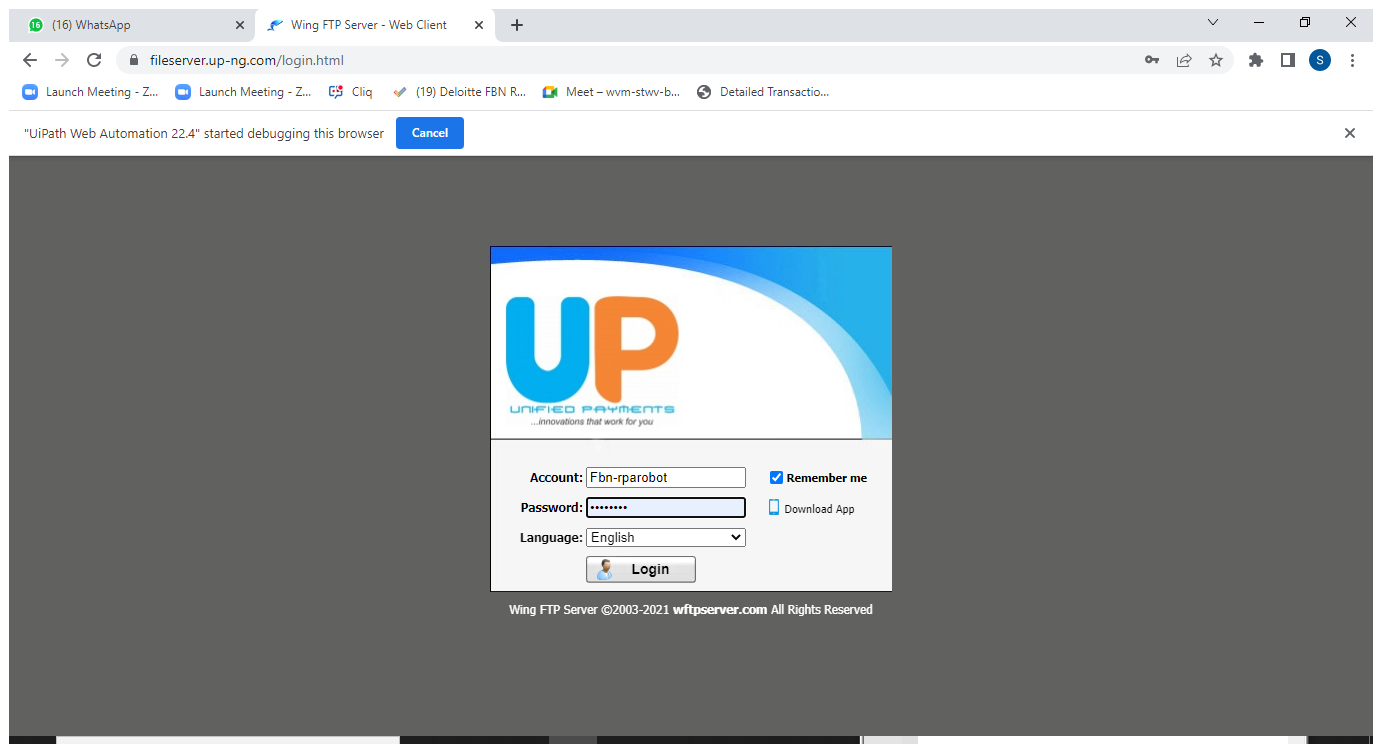 16 (16) WhatsApp
Wing FTP Server - Web Client
fileserver.up-ng.com/login.html
S
Launch Meeting - Z...
Launch Meeting - Z...
Cliq
(19) Deloitte FBN R...
Meet – wvm-stwv-b...
Detailed Transactio...
"UiPath Web Automation 22.4" started debugging this browser
Cancel
UP
UNIFIED PAYMENTS
...innovations that work for you
Account: Fbn-rparobot
Remember me
Password: ••••••••
Download App
Language: English
Login
Wing FTP Server ©2003-2021 wftpserver.com All Rights Reserved